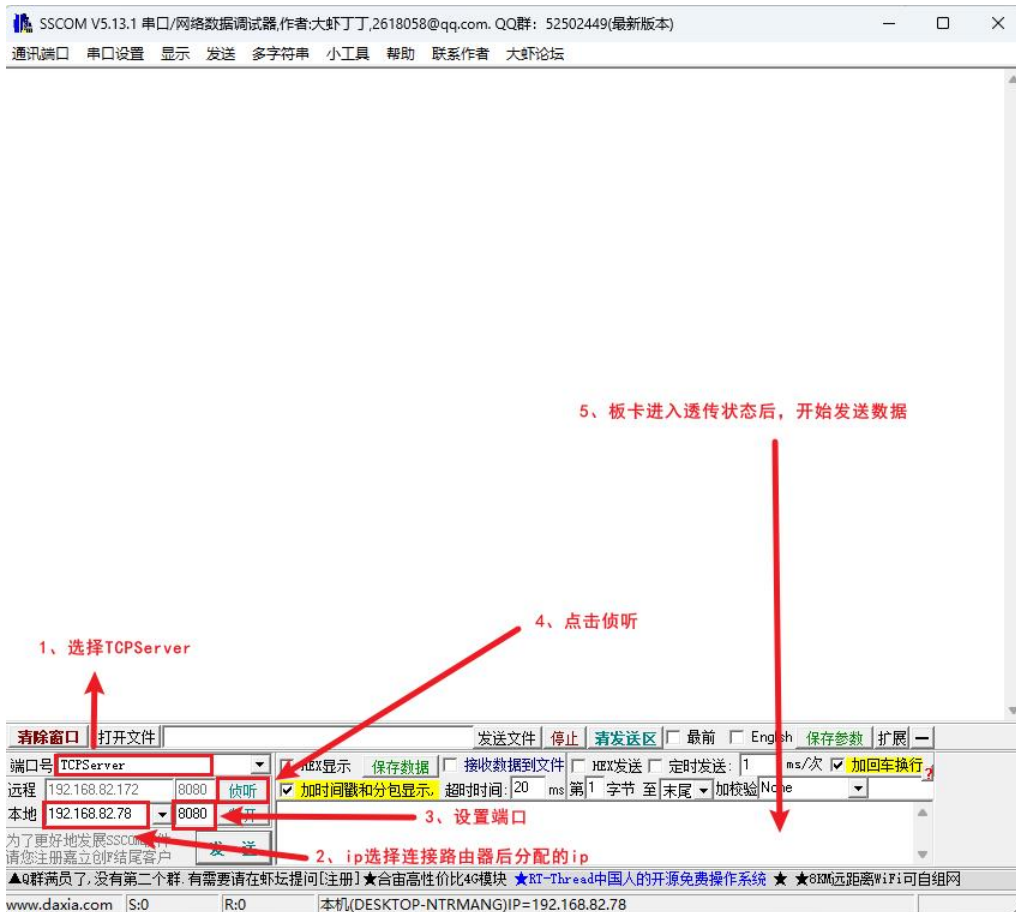 SSCOM V5.13.1 串口/网络数据调试器,作者:大虾丁丁,2618058@qq.com. QQ群: 52502449(最新版本)
通讯端口 串口设置 显示 发送 多字符串 小工具 帮助 联系作者 大虾论坛
5、板卡进入透传状态后，开始发送数据
4、点击侦听
1、选择TCPServer
清除窗口 打开文件 发送文件 停止 清发送区 最前 English 保存参数 扩展 —
端口号 TCPServer HEX显示 保存数据 接收数据到文件 HEX发送 定时发送: 1 ms/次 加回车换行
远程 192.168.82.172 8080 侦听 加时间戳和分包显示, 超时时间: 20 ms 第1 字节 至 末尾 加校验 None ?
本地 192.168.82.78 8080
3、设置端口
为了更好地发展SSCOM软件
请您注册嘉立创F结尾客户
发 送
2、ip选择连接路由器后分配的ip
▲Q群满员了,没有第二个群.有需要请在虾坛提问[注册]★合宙高性价比4G模块 ★RT-Thread中国人的开源免费操作系统 ★ ★8KM远距离WiFi可自组网
www.daxia.com S:0 R:0 本机(DESKTOP-NTRMANG)IP=192.168.82.78